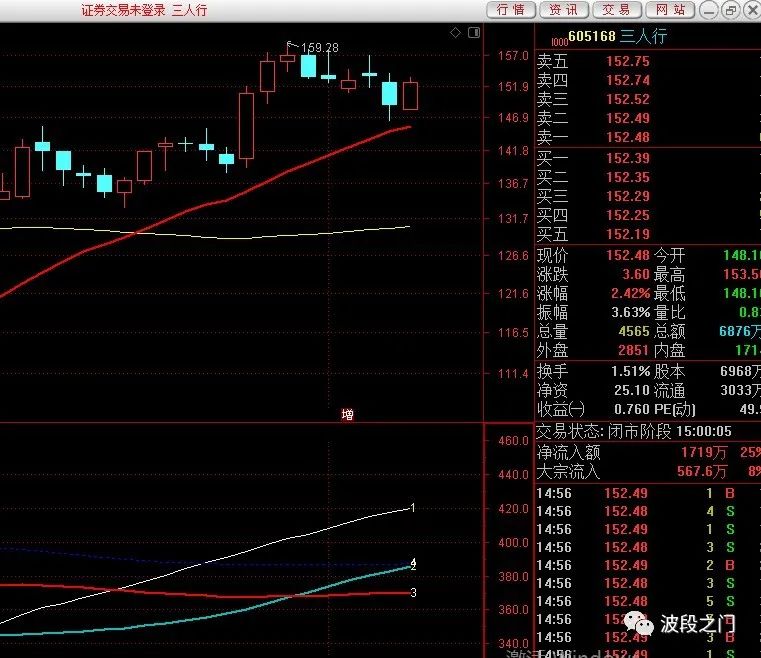 证券交易未登录 三人行
行情 资讯 交易 网站
159.28
157.0
151.9
146.9
141.8
136.7
131.7
126.6
121.6
116.5
111.4
增
460.0
440.0
420.0
400.0
380.0
360.0
340.0
1
4
2
3
605168 三人行
卖五 152.75
卖四 152.74
卖三 152.52
卖二 152.49
卖一 152.48
买一 152.39
买二 152.35
买三 152.29
买四 152.25
买五 152.19
现价 152.48 今开 148.1
涨跌 3.60 最高 153.5
涨幅 2.42% 最低 148.1
振幅 3.63% 量比 0.8
总量 4565 总额 6876万
外盘 2851 内盘 171
换手 1.51% 股本 6968万
净资 25.10 流通 3033万
收益㈠ 0.760 PE(动) 49.
交易状态: 闭市阶段 15:00:05
净流入额 1719万 25%
大宗流入 567.6万 8%
14:56 152.49 1 B
14:56 152.48 4 S
14:56 152.49 1 S
14:56 152.48 3 S
14:56 152.49 2 B
14:56 152.48 3 S
14:56 152.48 5 S
14:56 152.49
14:56 152.49 3 B
14:56 152.48 1 S
波段之门